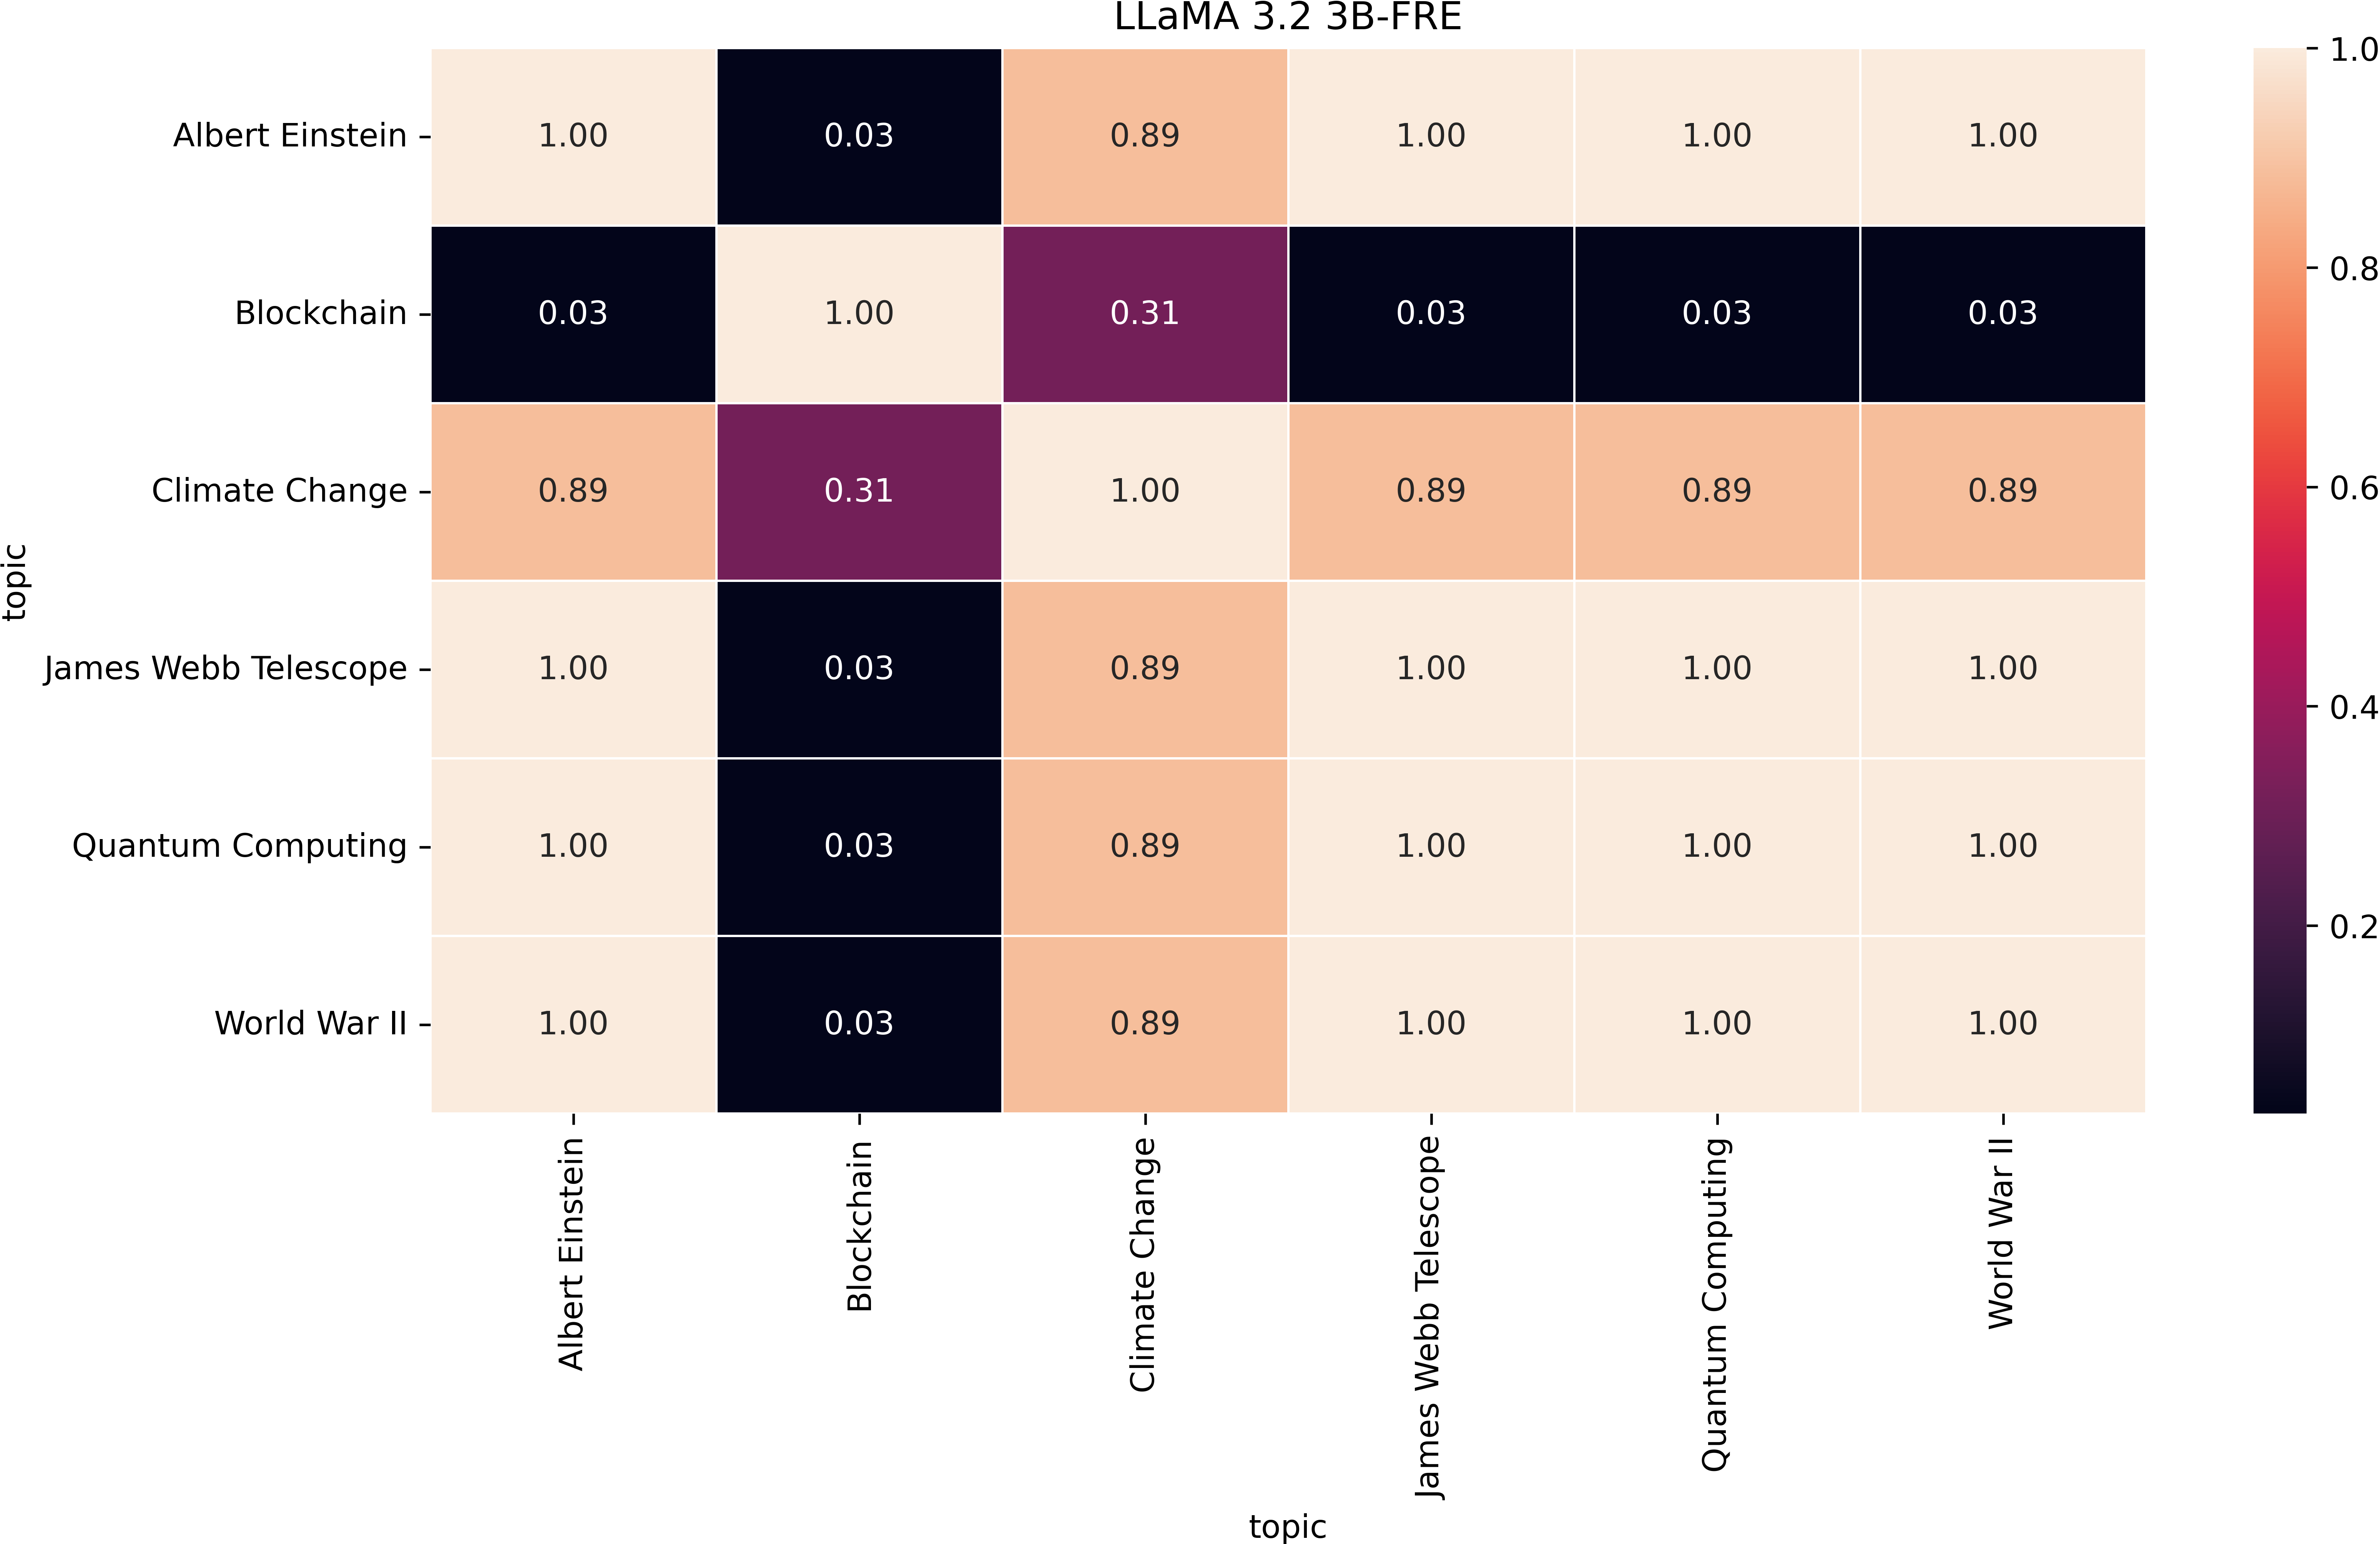 LLaMA 3.2 3B-FRE
topic
Albert Einstein 1.00 0.03 0.89 1.00 1.00 1.00
Blockchain 0.03 1.00 0.31 0.03 0.03 0.03
Climate Change 0.89 0.31 1.00 0.89 0.89 0.89
James Webb Telescope 1.00 0.03 0.89 1.00 1.00 1.00
Quantum Computing 1.00 0.03 0.89 1.00 1.00 1.00
World War II 1.00 0.03 0.89 1.00 1.00 1.00
Albert Einstein
Blockchain
Climate Change
James Webb Telescope
Quantum Computing
World War II
topic
1.0
0.8
0.6
0.4
0.2